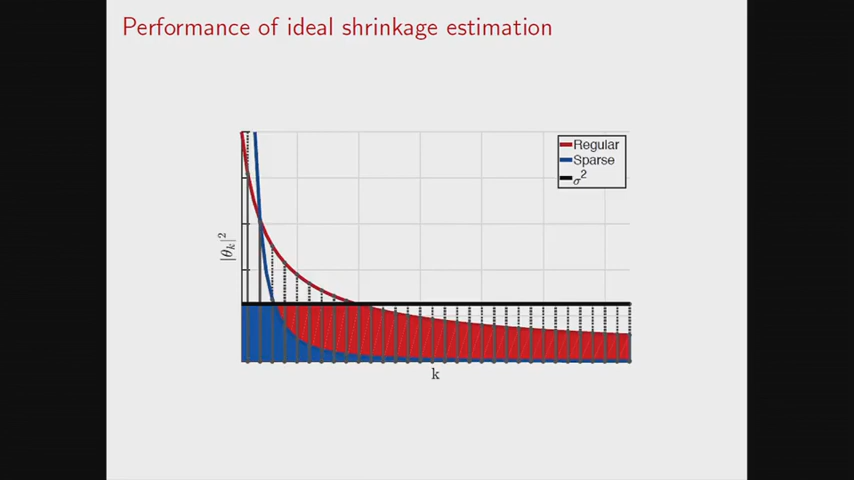 Performance of ideal shrinkage estimation
Regular
Sparse
σ²
|θₖ|²
k